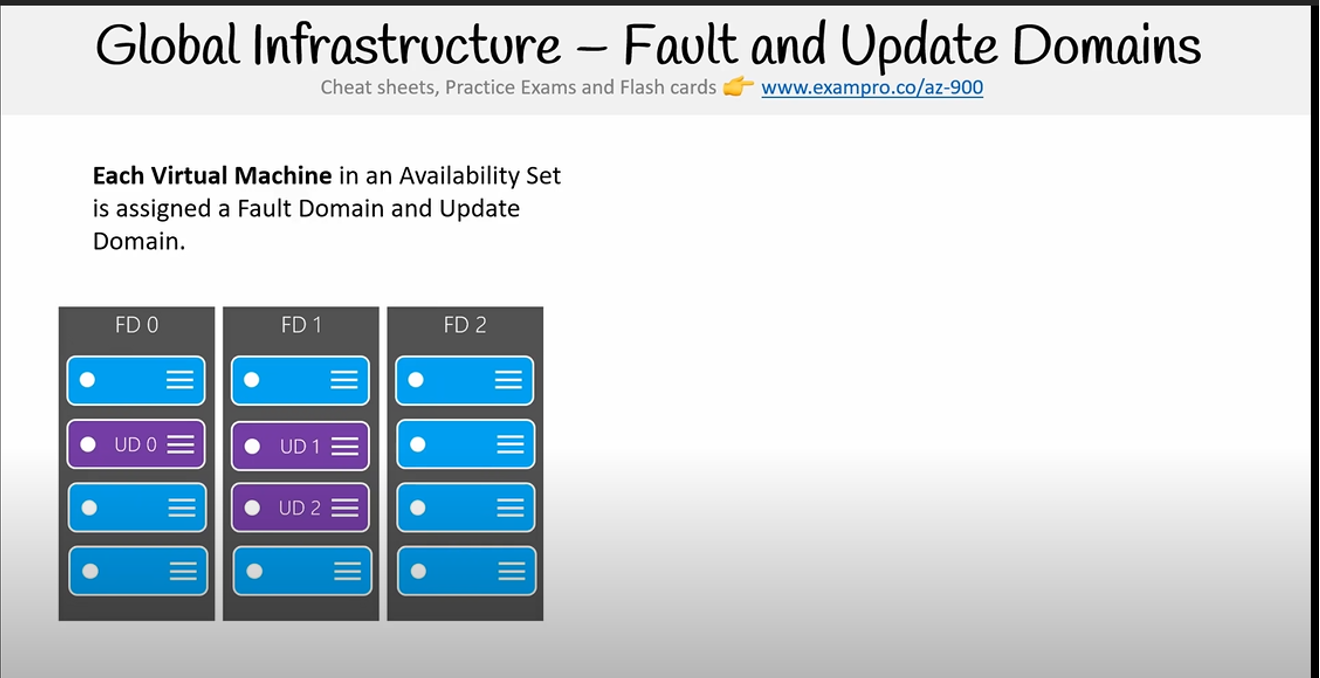 Global Infrastructure – Fault and Update Domains
Cheat sheets, Practice Exams and Flash cards 👉 www.exampro.co/az-900
Each Virtual Machine in an Availability Set
is assigned a Fault Domain and Update
Domain.
FD 0
FD 1
FD 2
UD 0
UD 1
UD 2